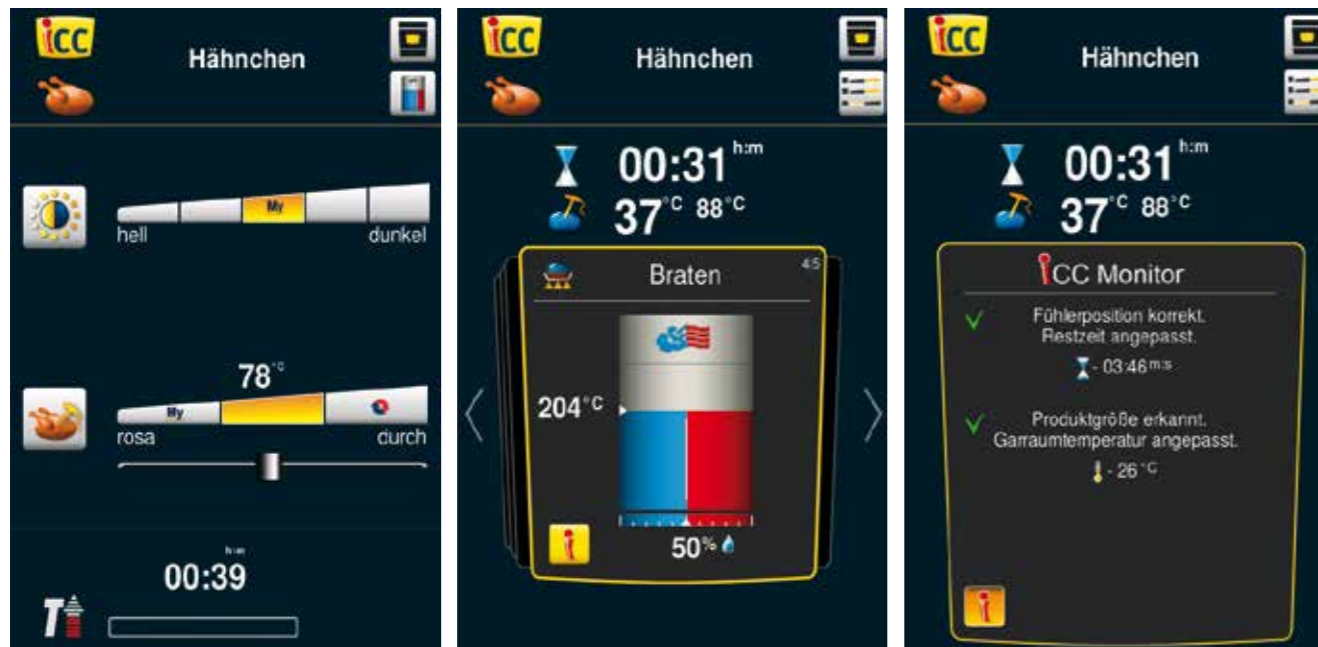 iCC
Hähnchen
My
hell dunkel
78°C
My
rosa durch
h:m
00:39
T
iCC
Hähnchen
00:31 h:m
37°C 88°C
Braten 4:5
204°C
i
50%
iCC
Hähnchen
00:31 h:m
37°C 88°C
iCC Monitor
Fühlerposition korrekt.
Restzeit angepasst.
- 03:46 m:s
Produktgröße erkannt.
Garraumtemperatur angepasst.
- 26 °C
i